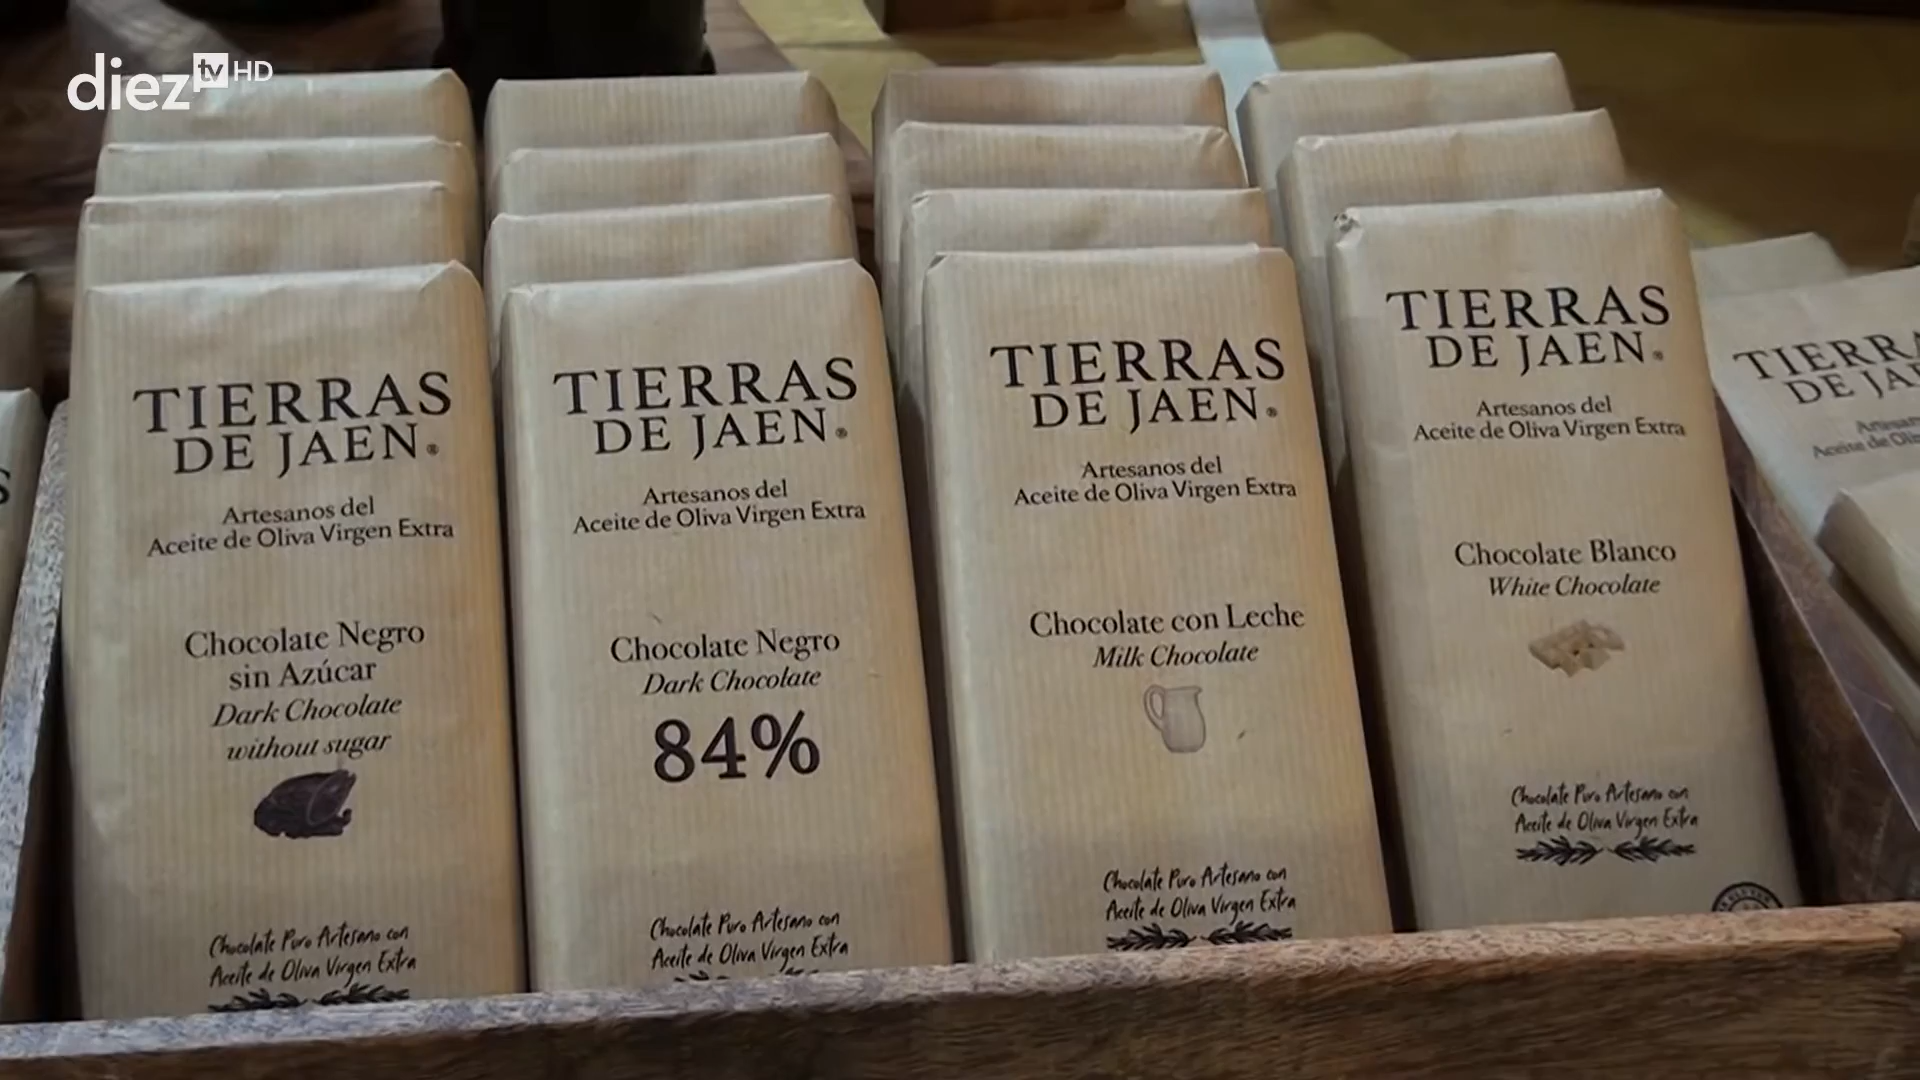 diez tv HD
TIERRAS
DE JAEN®
Artesanos del
Aceite de Oliva Virgen Extra
Chocolate Negro
sin Azúcar
Dark Chocolate
without sugar
Chocolate Puro Artesano con
Aceite de Oliva Virgen Extra
TIERRAS
DE JAEN®
Artesanos del
Aceite de Oliva Virgen Extra
Chocolate Negro
Dark Chocolate
84%
Chocolate Puro Artesano con
Aceite de Oliva Virgen Extra
TIERRAS
DE JAEN®
Artesanos del
Aceite de Oliva Virgen Extra
Chocolate con Leche
Milk Chocolate
Chocolate Puro Artesano con
Aceite de Oliva Virgen Extra
TIERRAS
DE JAEN®
Artesanos del
Aceite de Oliva Virgen Extra
Chocolate Blanco
White Chocolate
Chocolate Puro Artesano con
Aceite de Oliva Virgen Extra
TIERRA
DE JAE
Aceite de